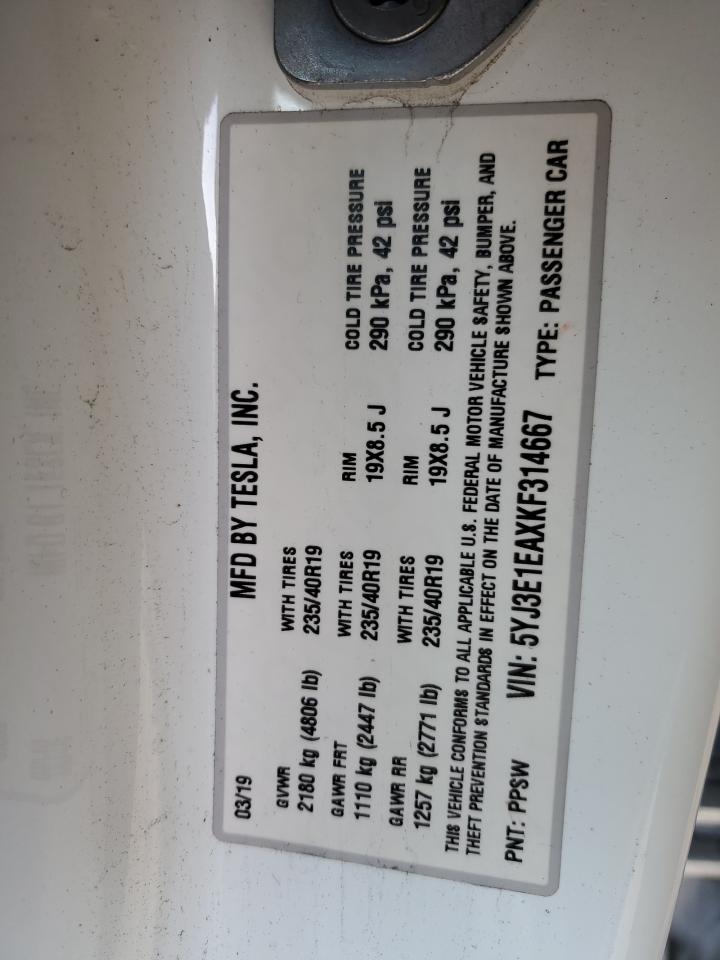 MFD BY TESLA, INC.
03/19
GVWR WITH TIRES
2180 kg (4806 lb) 235/40R19
GAWR FRT WITH TIRES RIM COLD TIRE PRESSURE
1110 kg (2447 lb) 235/40R19 19X8.5 J 290 kPa, 42 psi
GAWR RR WITH TIRES RIM COLD TIRE PRESSURE
1257 kg (2771 lb) 235/40R19 19X8.5 J 290 kPa, 42 psi
THIS VEHICLE CONFORMS TO ALL APPLICABLE U.S. FEDERAL MOTOR VEHICLE SAFETY, BUMPER, AND
THEFT PREVENTION STANDARDS IN EFFECT ON THE DATE OF MANUFACTURE SHOWN ABOVE.
PNT: PPSW VIN: 5YJ3E1EAXKF314667 TYPE: PASSENGER CAR